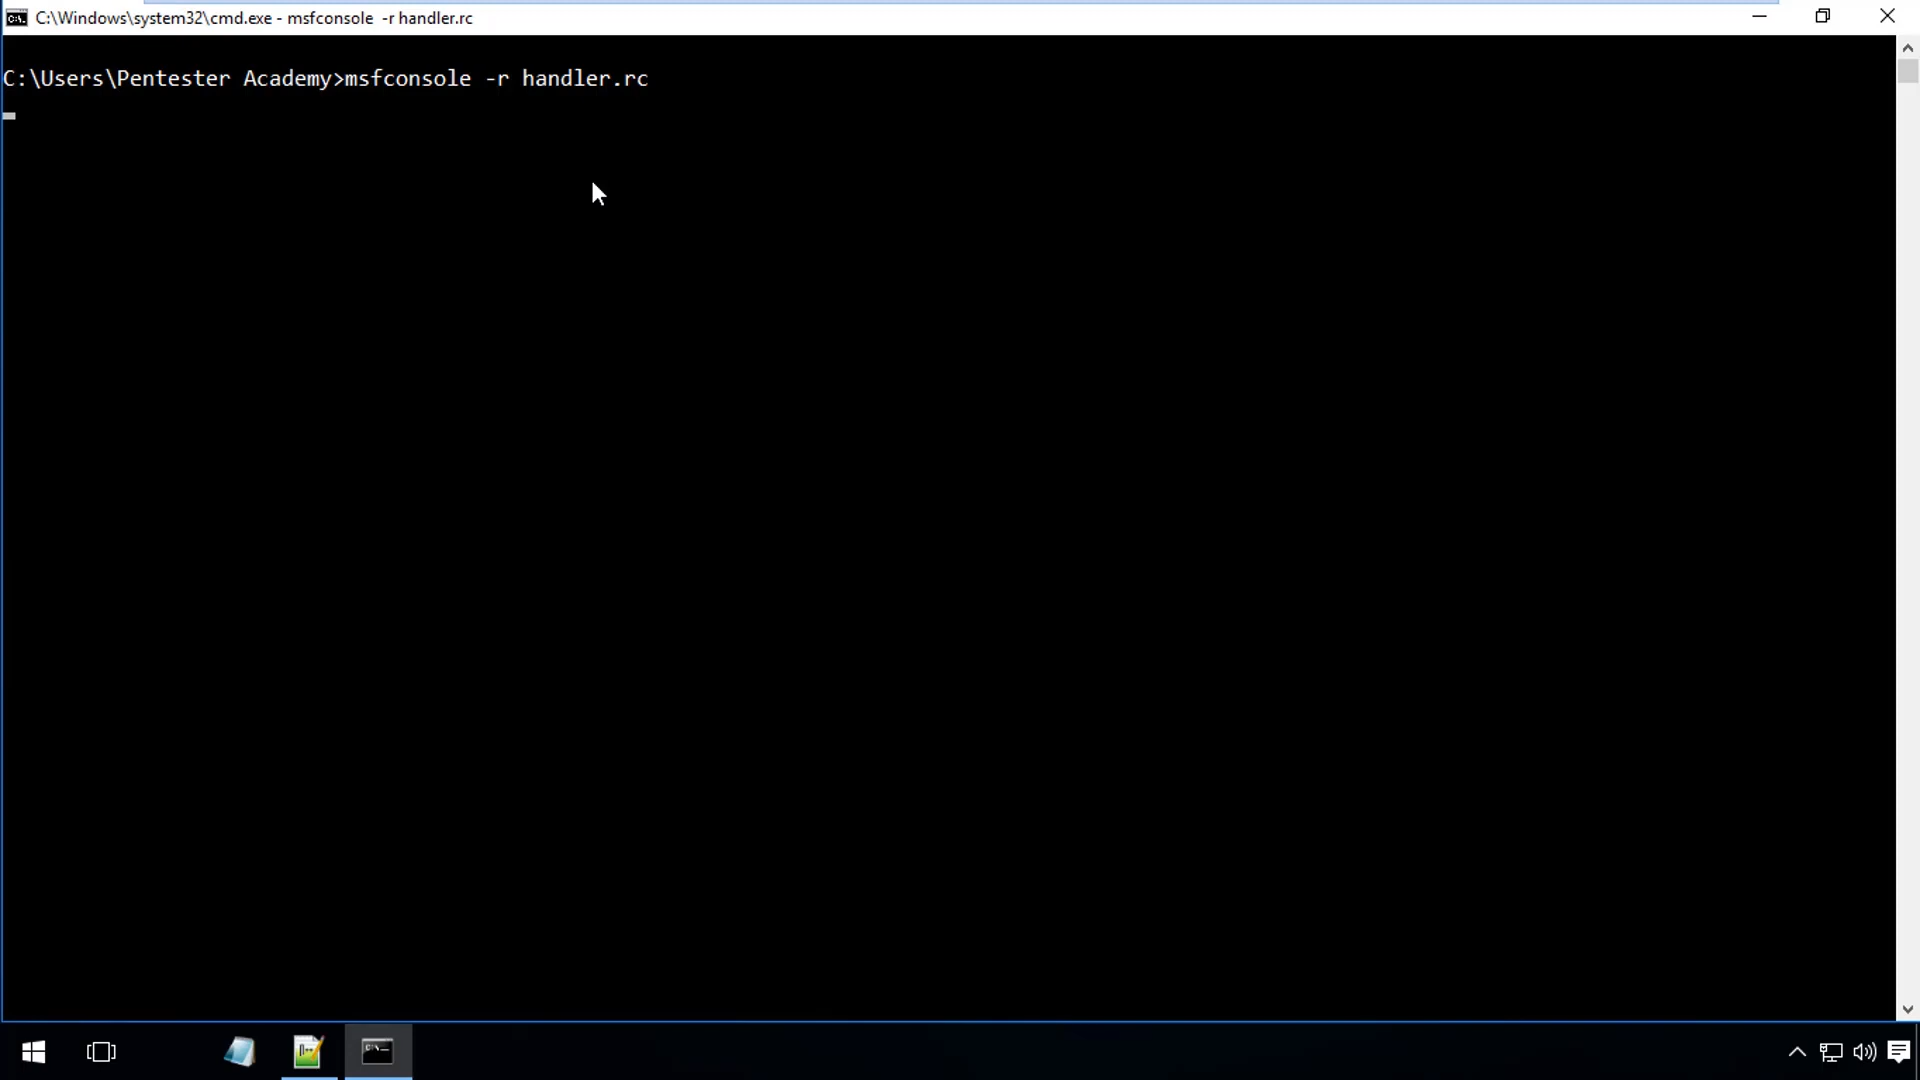 C:\Windows\system32\cmd.exe - msfconsole  -r handler.rc
C:\Users\Pentester Academy>msfconsole -r handler.rc